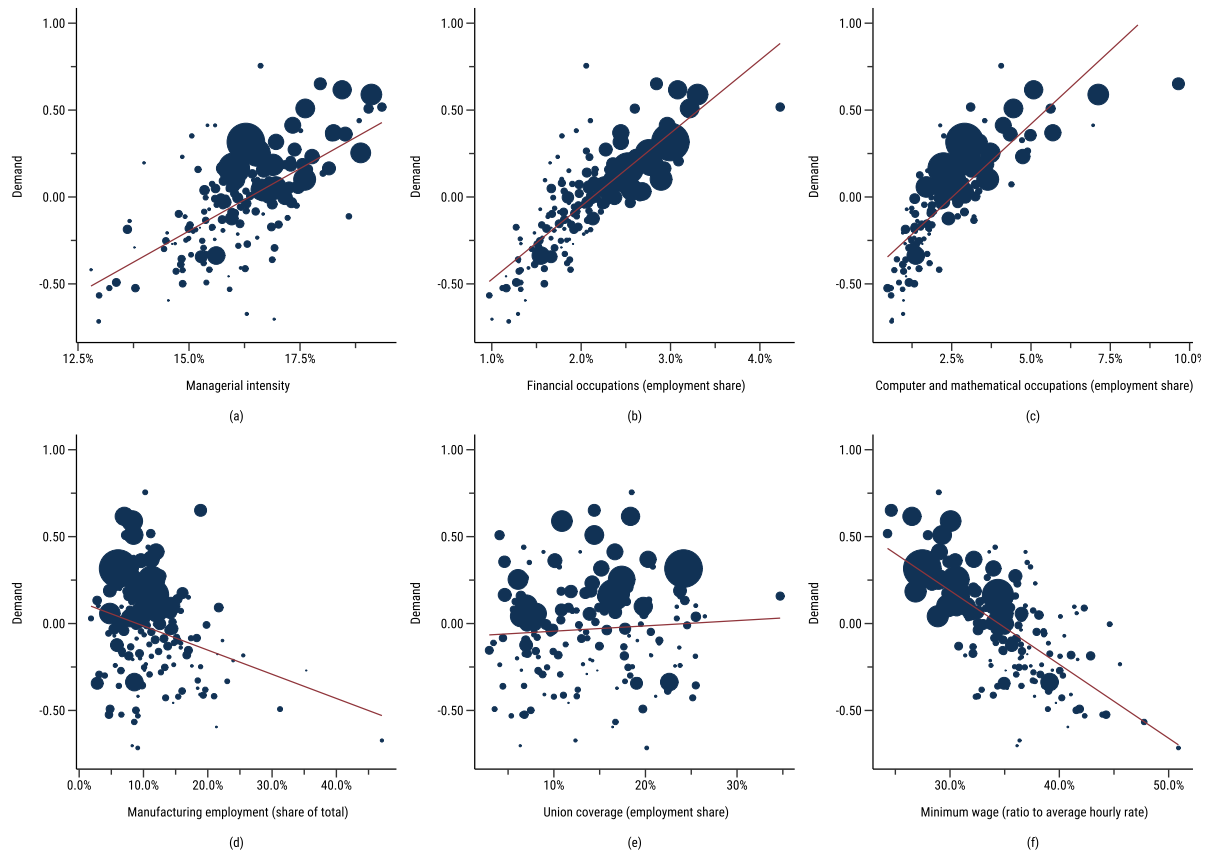 1.00
0.50
0.00
-0.50
Demand
12.5% 15.0% 17.5%
Managerial intensity
(a)
1.00
0.50
0.00
-0.50
Demand
1.0% 2.0% 3.0% 4.0%
Financial occupations (employment share)
(b)
1.00
0.50
0.00
-0.50
Demand
2.5% 5.0% 7.5% 10.0%
Computer and mathematical occupations (employment share)
(c)
1.00
0.50
0.00
-0.50
Demand
0.0% 10.0% 20.0% 30.0% 40.0%
Manufacturing employment (share of total)
(d)
1.00
0.50
0.00
-0.50
Demand
10% 20% 30%
Union coverage (employment share)
(e)
1.00
0.50
0.00
-0.50
Demand
30.0% 40.0% 50.0%
Minimum wage (ratio to average hourly rate)
(f)